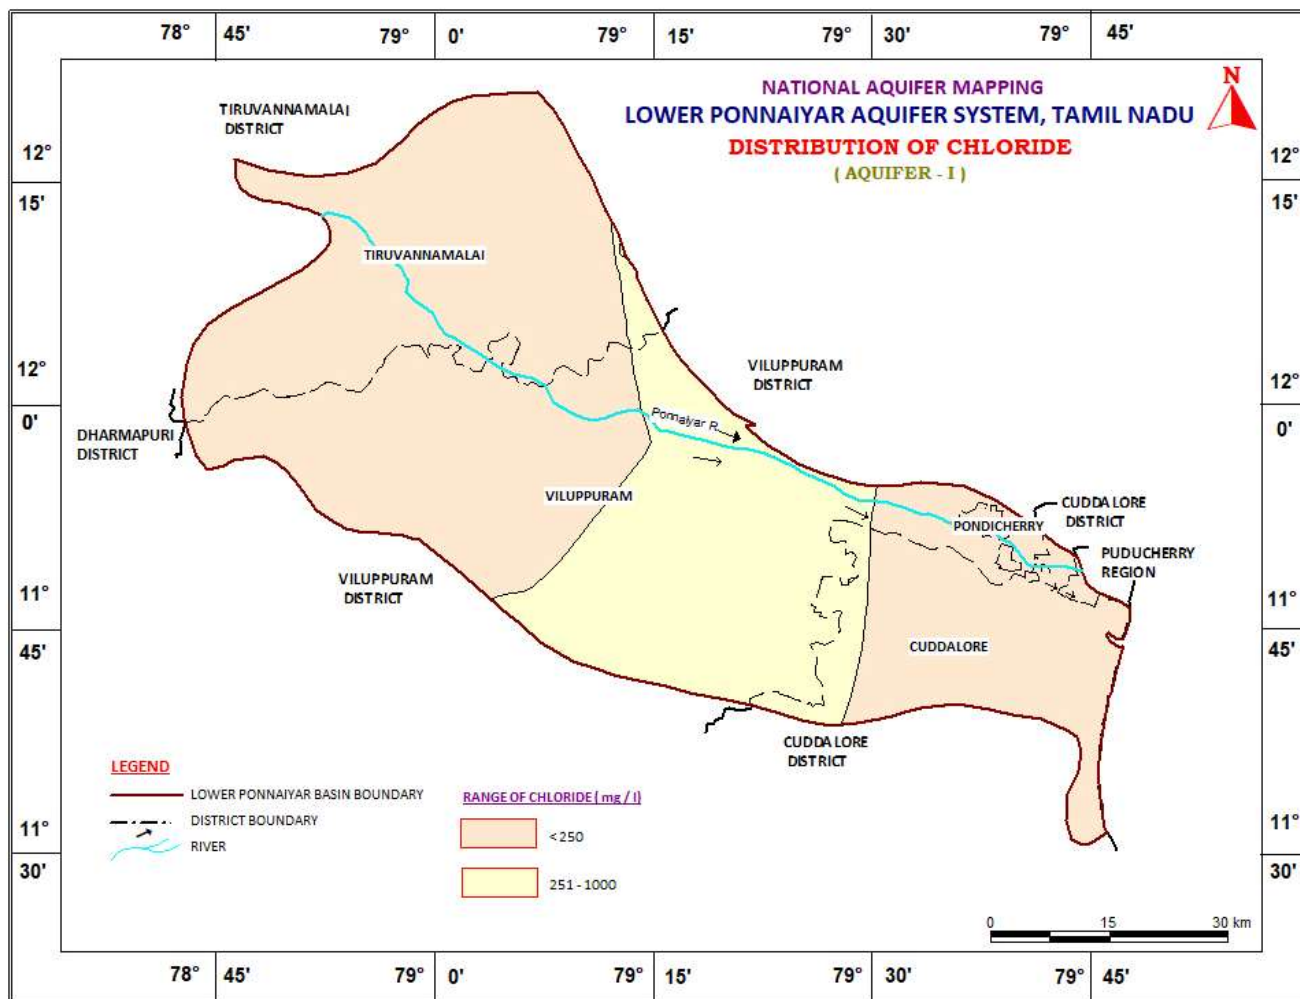 78° 45' 79° 0' 79° 15' 79° 30' 79° 45'
NATIONAL AQUIFER MAPPING
LOWER PONNAIYAR AQUIFER SYSTEM, TAMIL NADU
DISTRIBUTION OF CHLORIDE
( AQUIFER - I )
N
TIRUVANNAMALAI
DISTRICT
12°
15'
12°
15'
TIRUVANNAMALAI
12°
0'
12°
0'
VILUPPURAM
DISTRICT
Ponnaiyar R.
DHARMAPURI
DISTRICT
VILUPPURAM
CUDDALORE
DISTRICT
PONDICHERRY
PUDUCHERRY
REGION
VILUPPURAM
DISTRICT
11°
45'
11°
45'
CUDDALORE
CUDDALORE
DISTRICT
LEGEND
LOWER PONNAIYAR BASIN BOUNDARY
DISTRICT BOUNDARY
RIVER
RANGE OF CHLORIDE ( mg / l)
<250
251 - 1000
11°
30'
11°
30'
0 15 30 km
78° 45' 79° 0' 79° 15' 79° 30' 79° 45'